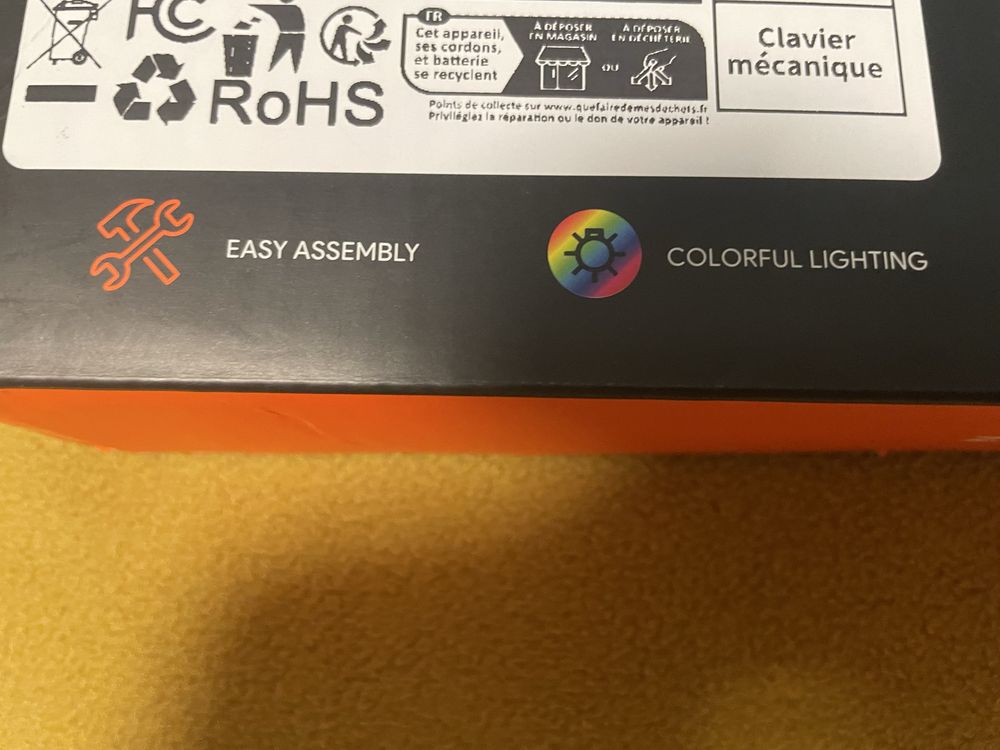 FC
FR
Cet appareil,
ses cordons,
et batterie
se recyclent
À DÉPOSER
EN MAGASIN
OU
À DÉPOSER
EN DÉCHÈTERIE
Points de collecte sur www.quefairedemesdechets.fr
Privilégiez la réparation ou le don de votre appareil !
Clavier
mécanique
RoHS
EASY ASSEMBLY
COLORFUL LIGHTING